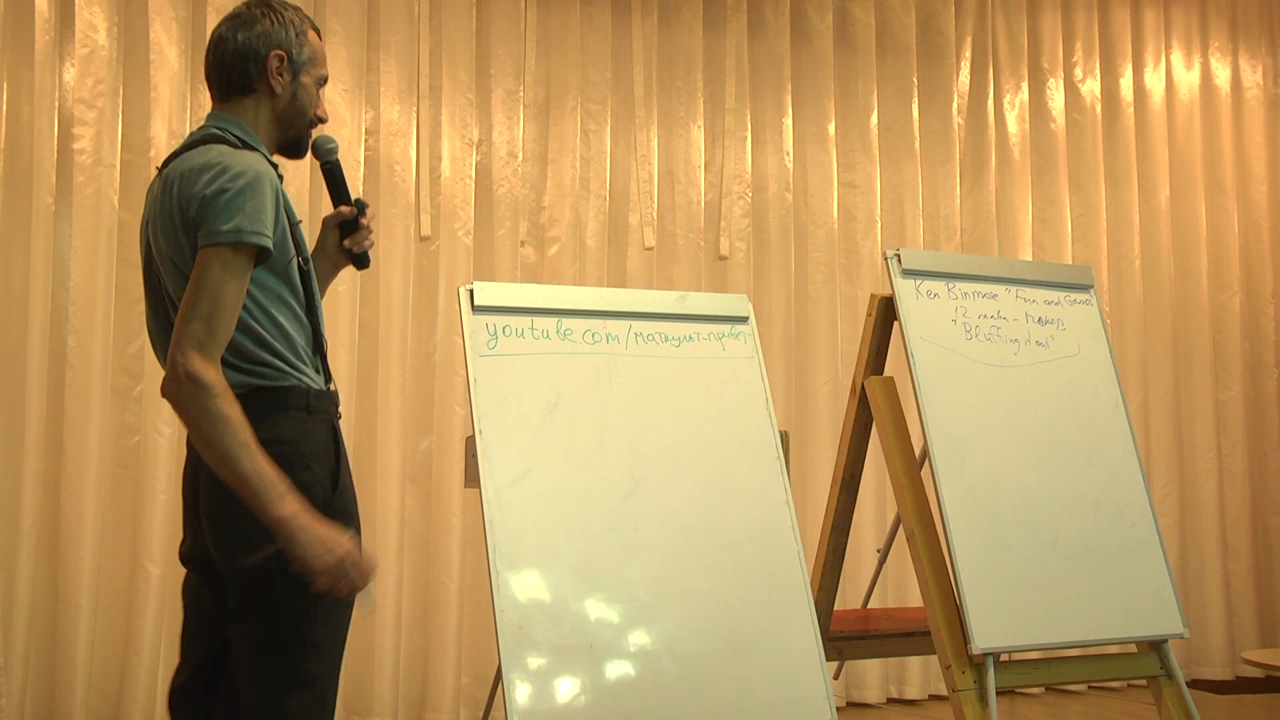 youtube.com/маткульт-привет
Ken Binmore "Fun and Games"
12 глава - покер
"Bluffing it out"